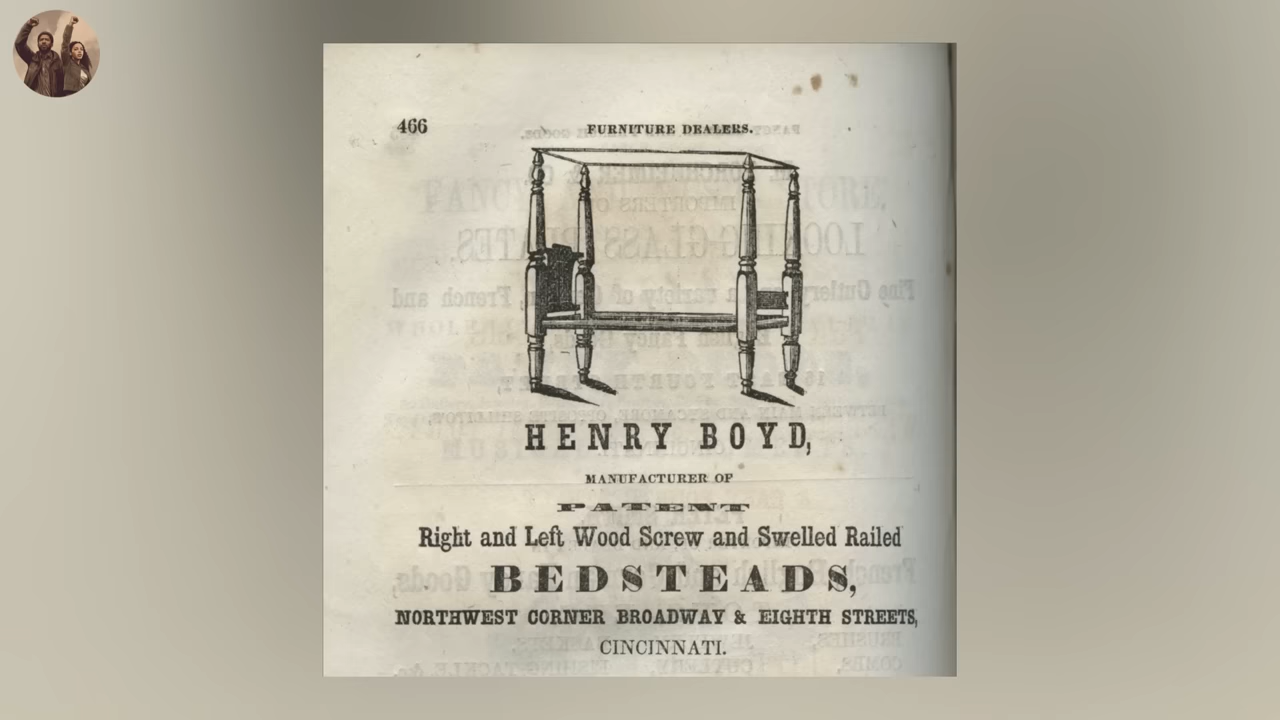 466
FURNITURE DEALERS.
HENRY BOYD,
MANUFACTURER OF
PATENT
Right and Left Wood Screw and Swelled Railed
BEDSTEADS,
NORTHWEST CORNER BROADWAY & EIGHTH STREETS,
CINCINNATI.